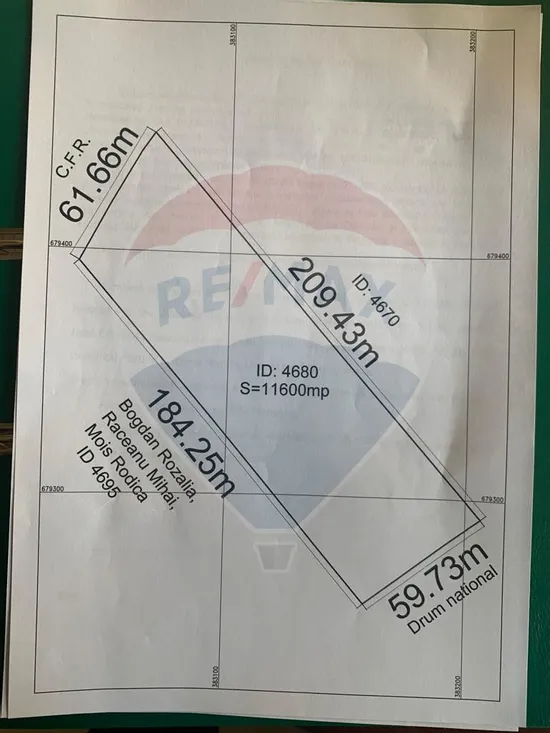 383100
383200
C.F.R.
61.66m
679400
679400
RE/MAX
209.43m
ID: 4670
ID: 4680
S=11600mp
184.25m
Bogdan Rozalia,
Raceanu Mihai,
Mois Rodica
ID 4695
679300
679300
59.73m
Drum national
383100
383200